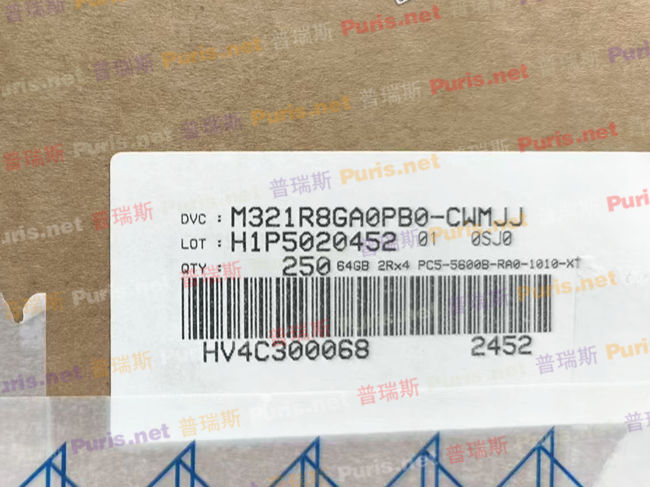 DVC : M321R8GA0PB0-CWMJJ
LOT : H1P5020452 01 0SJ0
QTY : 250 64GB 2Rx4 PC5-5600B-RA0-1010-XT
HV4C300068 2452
普瑞斯 Puris.net